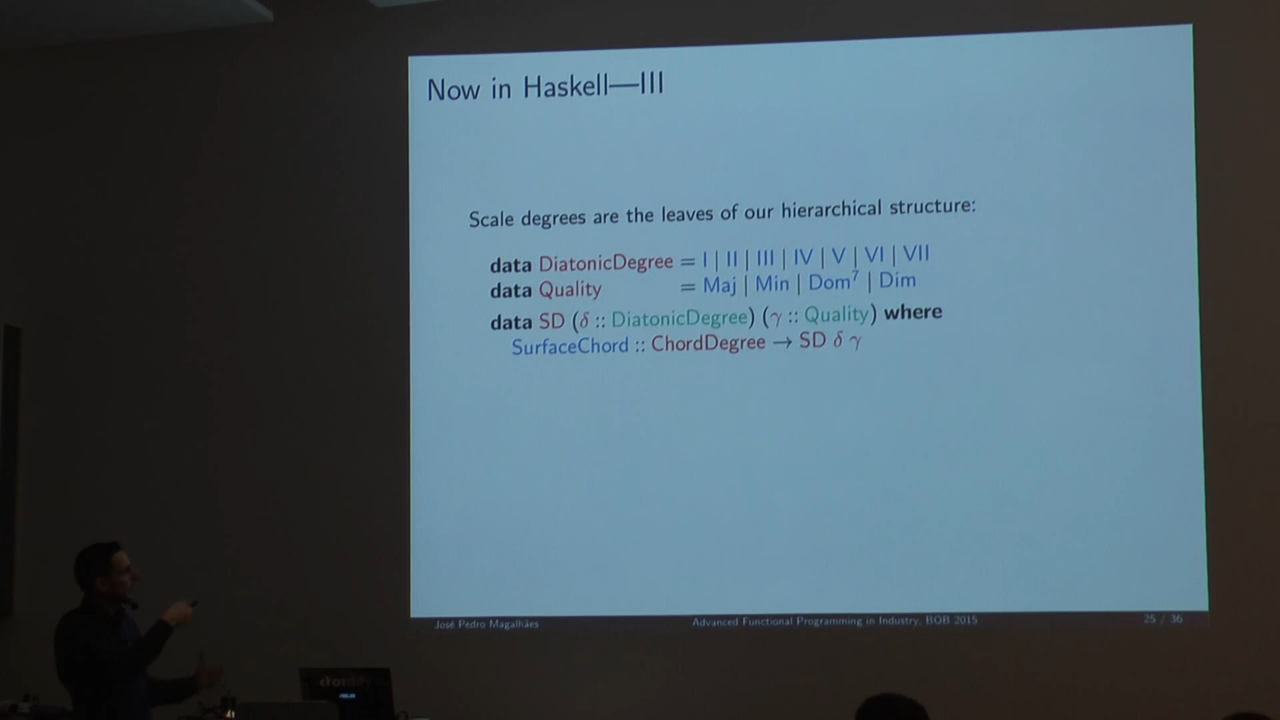 Now in Haskell—III
Scale degrees are the leaves of our hierarchical structure:
data DiatonicDegree = I | II | III | IV | V | VI | VII
data Quality = Maj | Min | Dom⁷ | Dim
data SD (δ :: DiatonicDegree) (γ :: Quality) where
SurfaceChord :: ChordDegree → SD δ γ
José Pedro Magalhães
Advanced Functional Programming in Industry, BOB 2015
25 / 36
chordify
ASUS